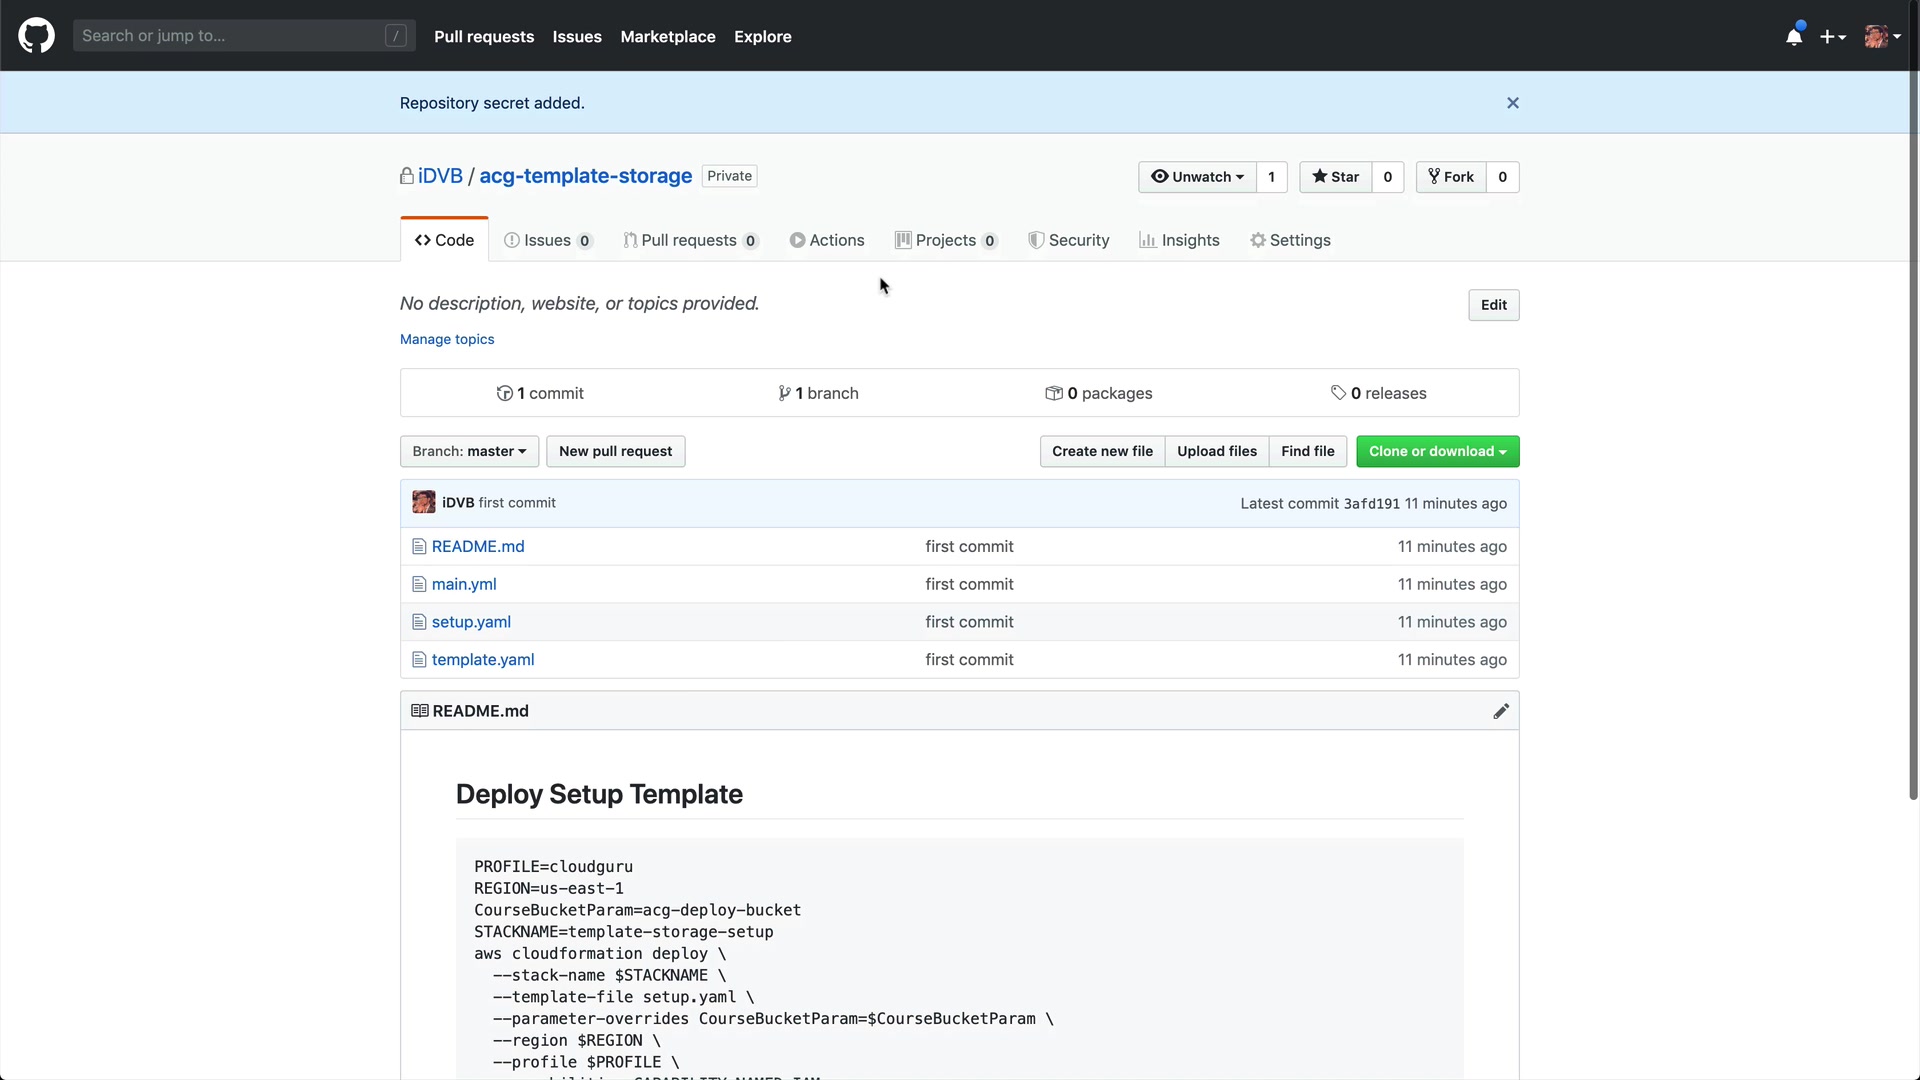 Search or jump to... /
Pull requests Issues Marketplace Explore
Repository secret added.
iDVB / acg-template-storage Private
Unwatch 1 Star 0 Fork 0
Code Issues 0 Pull requests 0 Actions Projects 0 Security Insights Settings
No description, website, or topics provided.
Edit
Manage topics
1 commit 1 branch 0 packages 0 releases
Branch: master New pull request Create new file Upload files Find file Clone or download
iDVB first commit Latest commit 3afd191 11 minutes ago
README.md first commit 11 minutes ago
main.yml first commit 11 minutes ago
setup.yaml first commit 11 minutes ago
template.yaml first commit 11 minutes ago
README.md
Deploy Setup Template
PROFILE=cloudguru
REGION=us-east-1
CourseBucketParam=acg-deploy-bucket
STACKNAME=template-storage-setup
aws cloudformation deploy \
--stack-name $STACKNAME \
--template-file setup.yaml \
--parameter-overrides CourseBucketParam=$CourseBucketParam \
--region $REGION \
--profile $PROFILE \